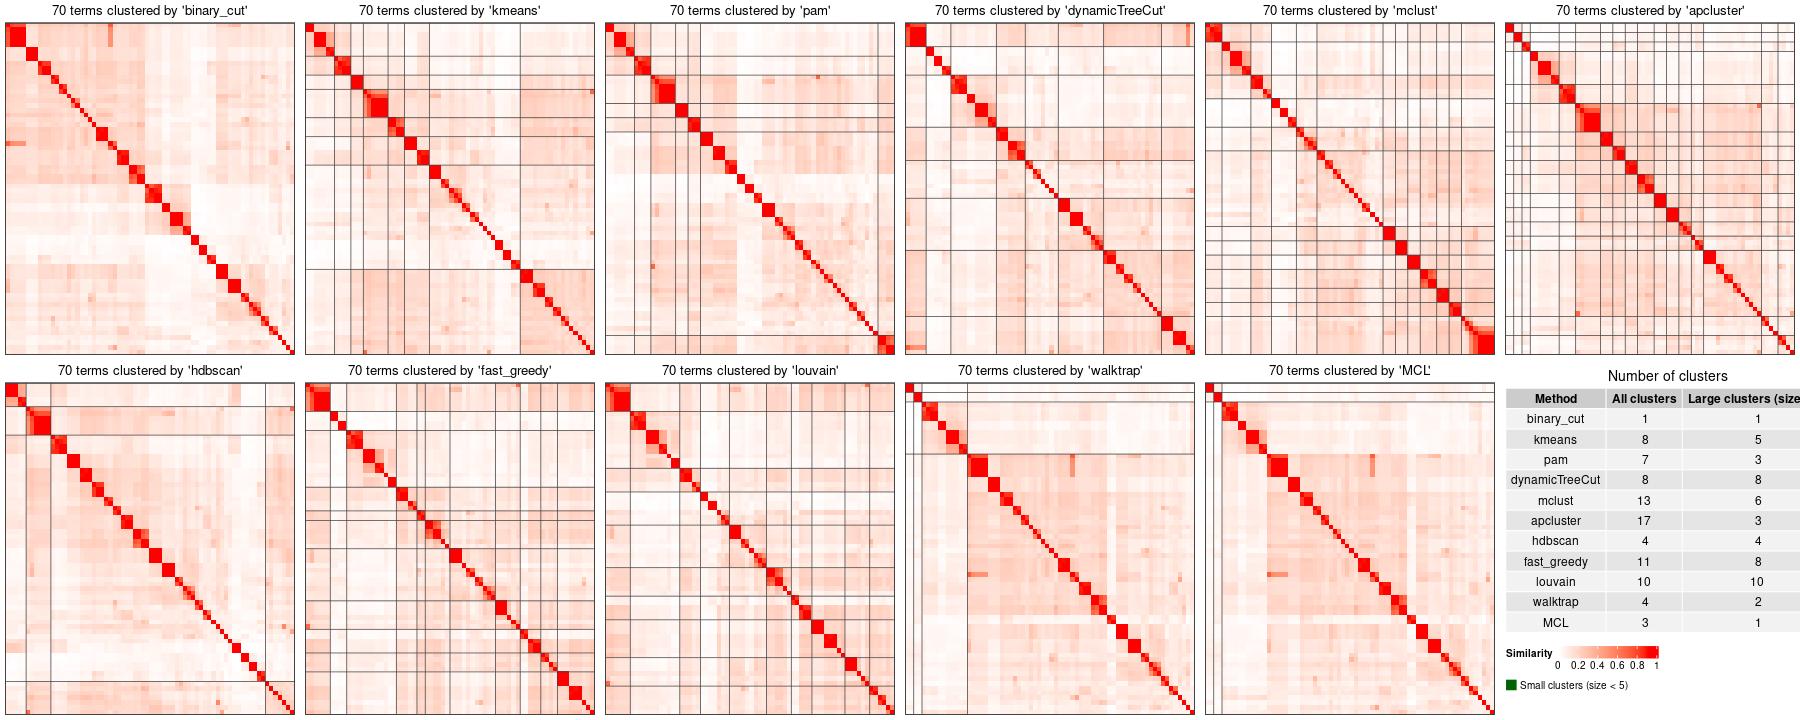 70 terms clustered by 'binary_cut'
70 terms clustered by 'kmeans'
70 terms clustered by 'pam'
70 terms clustered by 'dynamicTreeCut'
70 terms clustered by 'mclust'
70 terms clustered by 'apcluster'
70 terms clustered by 'hdbscan'
70 terms clustered by 'fast_greedy'
70 terms clustered by 'louvain'
70 terms clustered by 'walktrap'
70 terms clustered by 'MCL'
Number of clusters
Method All clusters Large clusters (size
binary_cut 1 1
kmeans 8 5
pam 7 3
dynamicTreeCut 8 8
mclust 13 6
apcluster 17 3
hdbscan 4 4
fast_greedy 11 8
louvain 10 10
walktrap 4 2
MCL 3 1
Similarity
0 0.2 0.4 0.6 0.8 1
Small clusters (size < 5)